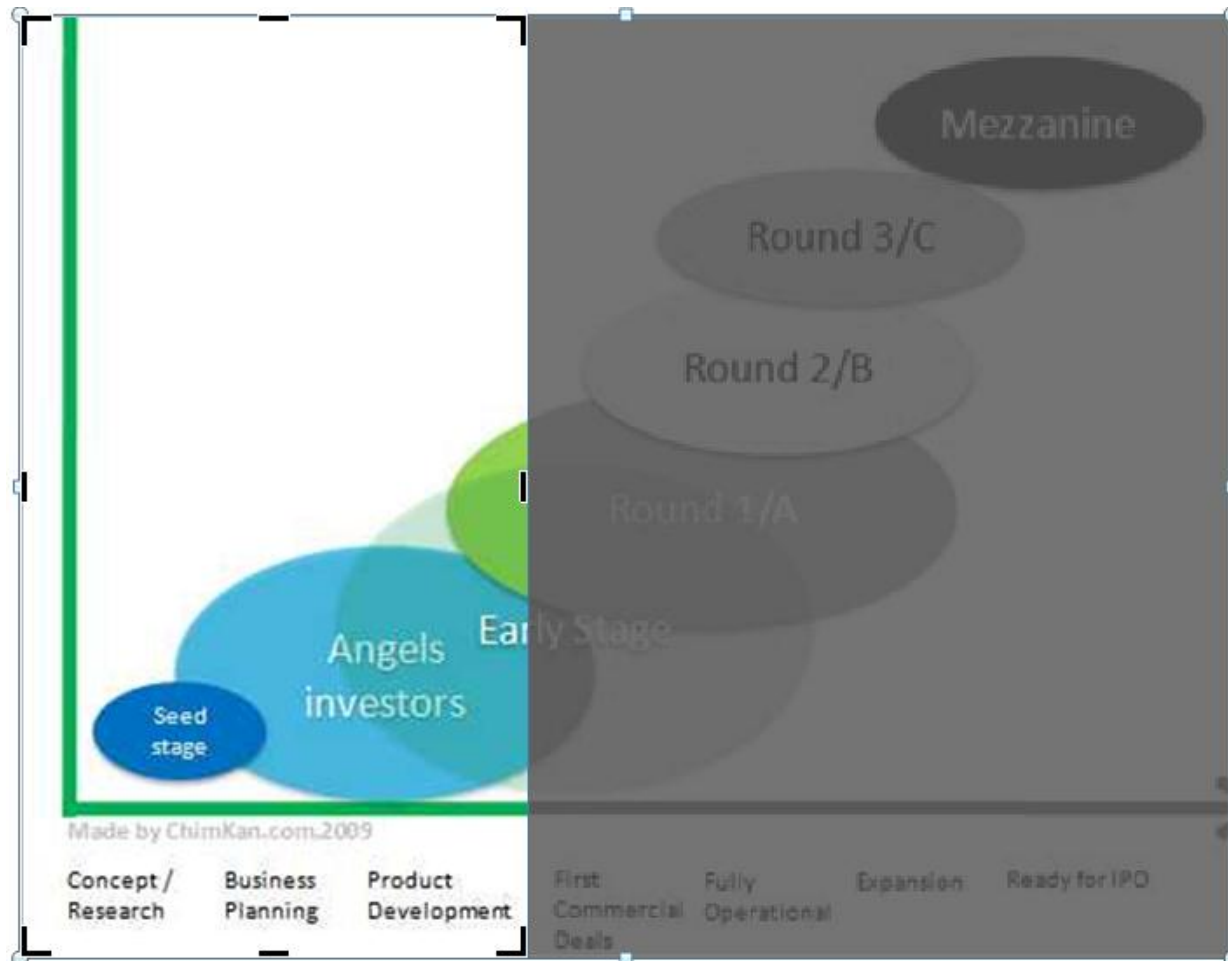 Mezzanine
Round 3/C
Round 2/B
Round 1/A
Early Stage
Angels
investors
Seed
stage
Made by ChimKan.com.2009
Concept /
Research
Business
Planning
Product
Development
First
Commercial
Deals
Fully
Operational
Expansion
Ready for IPO